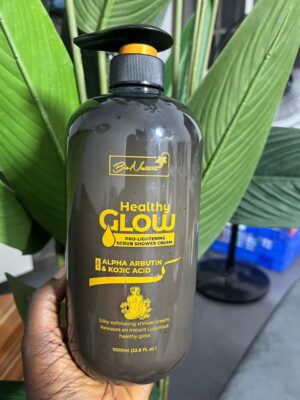 Healthy
GLOW
PRO-LIGHTENING
SCRUB SHOWER CREAM
ALPHA ARBUTIN
& KOJIC ACID
Silky exfoliating shower cream.
Releases an instant Luxurious
healthy glow.
1000ml (33.8 fl. oz)